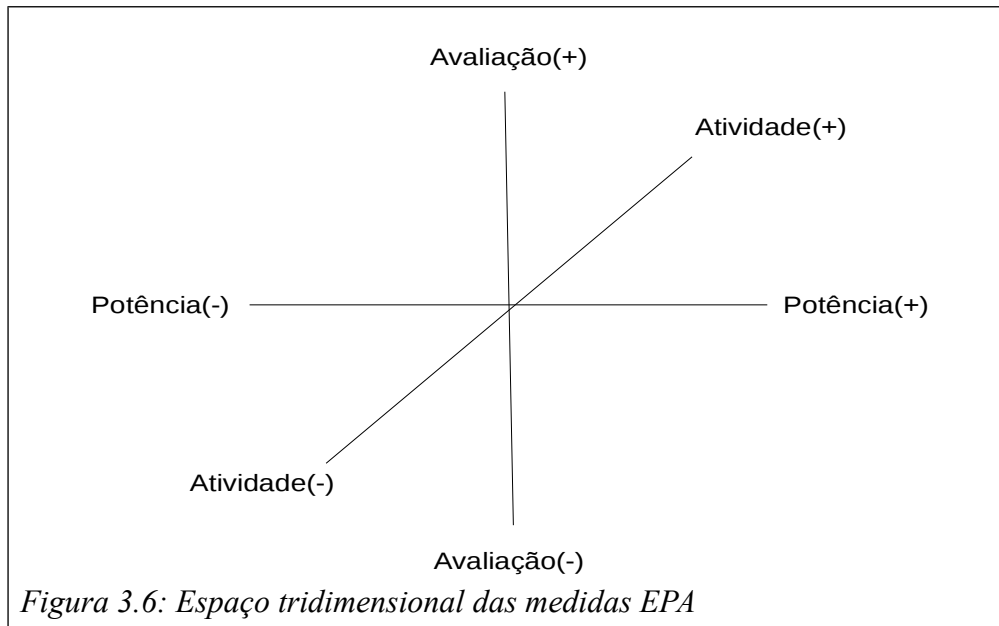 Avaliação(+)
Atividade(+)
Potência(-)
Potência(+)
Atividade(-)
Avaliação(-)
Figura 3.6: Espaço tridimensional das medidas EPA